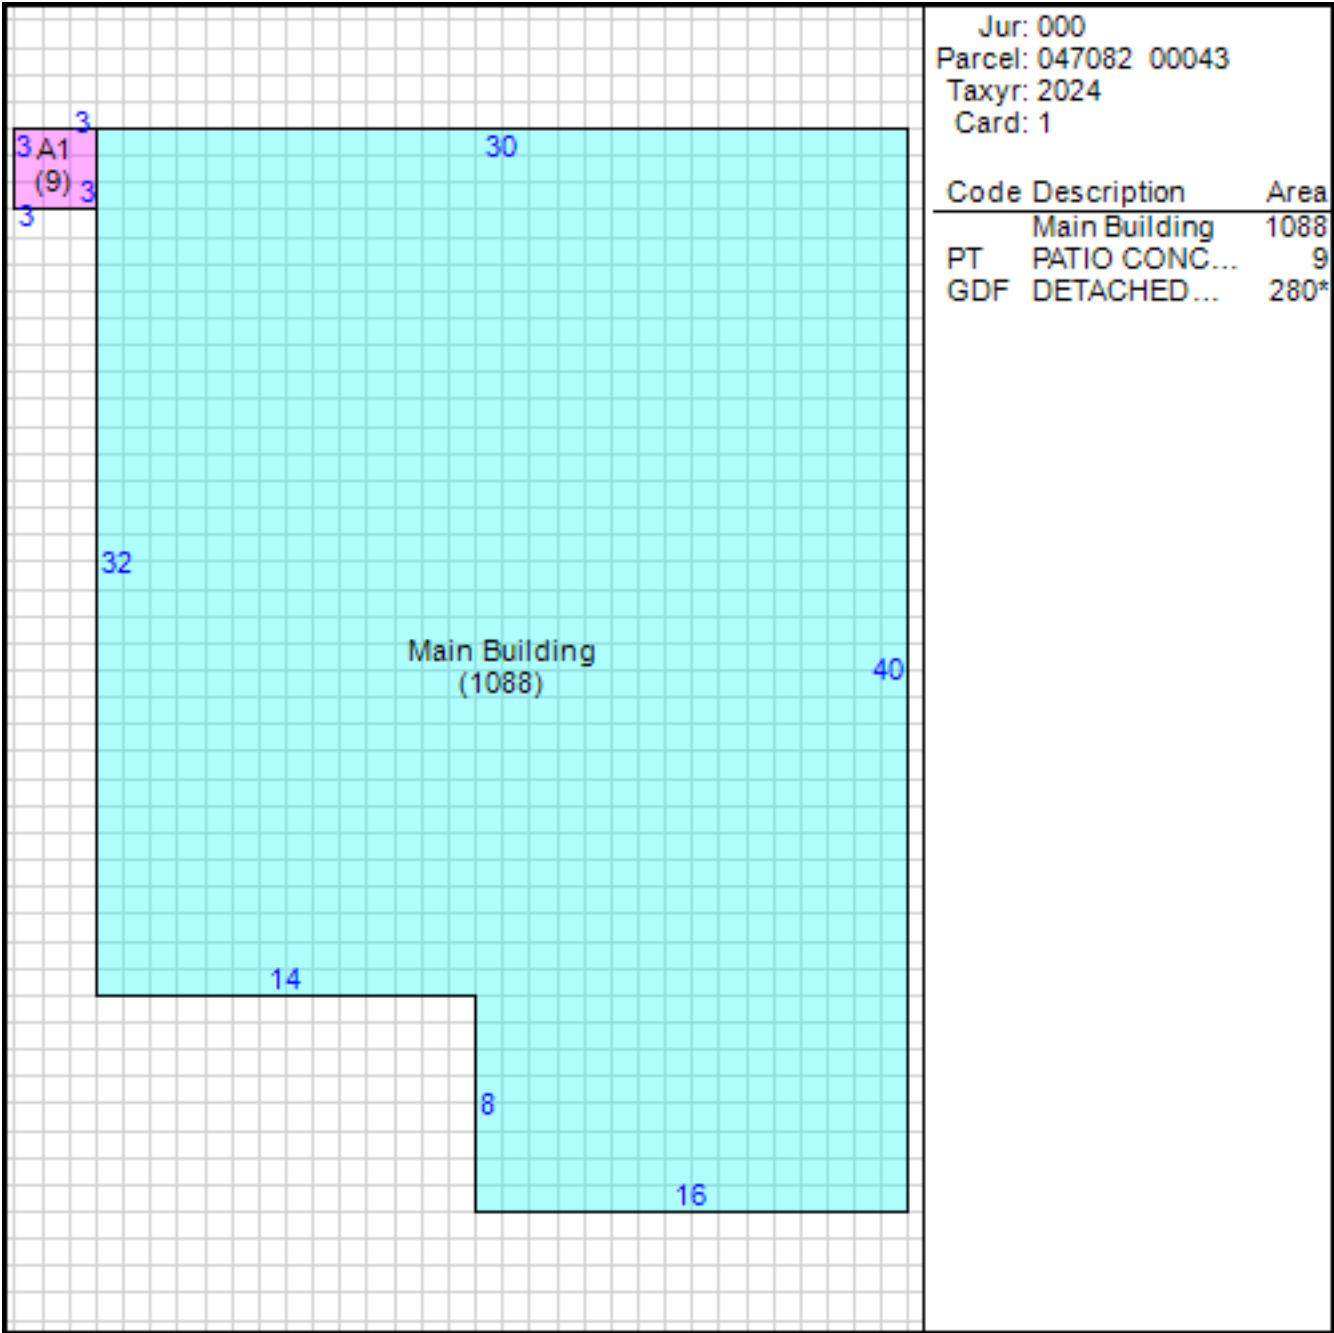 Jur: 000
Parcel: 047082 00043
Taxyr: 2024
Card: 1
Code Description Area
Main Building 1088
PT PATIO CONC... 9
GDF DETACHED... 280*
3
3 A1
(9) 3
3
30
32
Main Building
(1088)
40
14
8
16